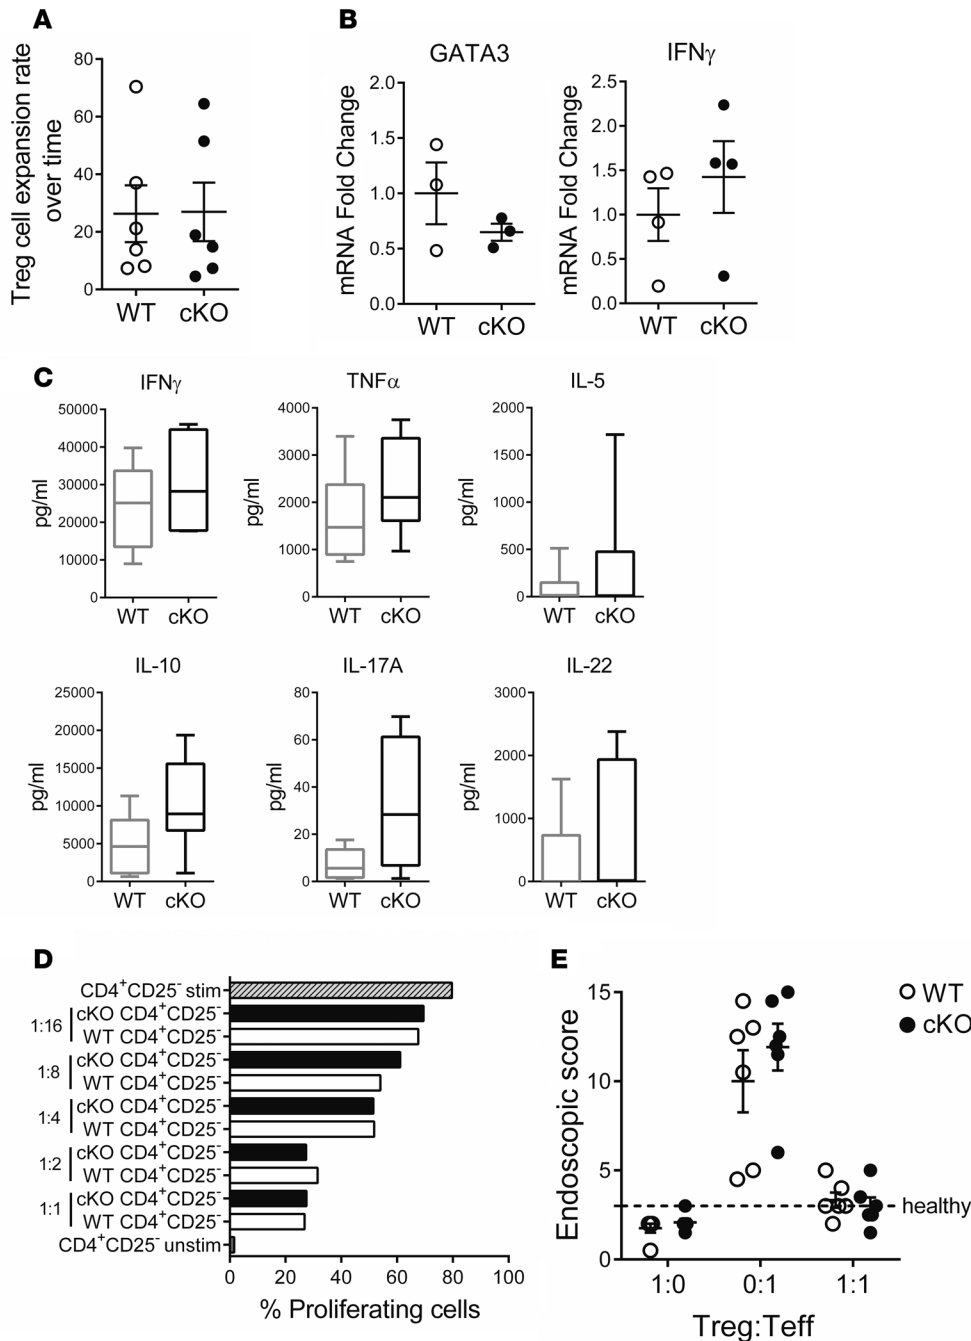 A
Treg cell expansion rate
over time
80
60
40
20
0
WT cKO
B
GATA3
mRNA Fold Change
2.0
1.5
1.0
0.5
0.0
WT cKO
IFNγ
mRNA Fold Change
2.5
2.0
1.5
1.0
0.5
0.0
WT cKO
C
IFNγ
pg/ml
50000
40000
30000
20000
10000
0
WT cKO
TNFα
pg/ml
4000
3000
2000
1000
0
WT cKO
IL-5
pg/ml
2000
1500
1000
500
0
WT cKO
IL-10
pg/ml
25000
20000
15000
10000
5000
0
WT cKO
IL-17A
pg/ml
80
60
40
20
0
WT cKO
IL-22
pg/ml
3000
2000
1000
0
WT cKO
D
CD4⁺CD25⁻ stim
1:16
cKO CD4⁺CD25⁻
WT CD4⁺CD25⁻
1:8
cKO CD4⁺CD25⁻
WT CD4⁺CD25⁻
1:4
cKO CD4⁺CD25⁻
WT CD4⁺CD25⁻
1:2
cKO CD4⁺CD25⁻
WT CD4⁺CD25⁻
1:1
cKO CD4⁺CD25⁻
WT CD4⁺CD25⁻
CD4⁺CD25⁻ unstim
0 20 40 60 80 100
% Proliferating cells
E
Endoscopic score
15
10
5
0
WT
cKO
healthy
1:0 0:1 1:1
Treg:Teff